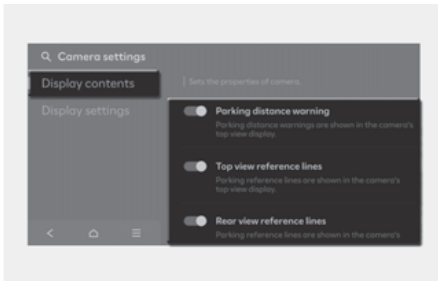 Camera settings
Display contents
Sets the properties of camera.
Display settings
Parking distance warning
Parking distance warnings are shown in the camera's
top view display.
Top view reference lines
Parking reference lines are shown in the camera's
top view display.
Rear view reference lines
Parking reference lines are shown in the camera's